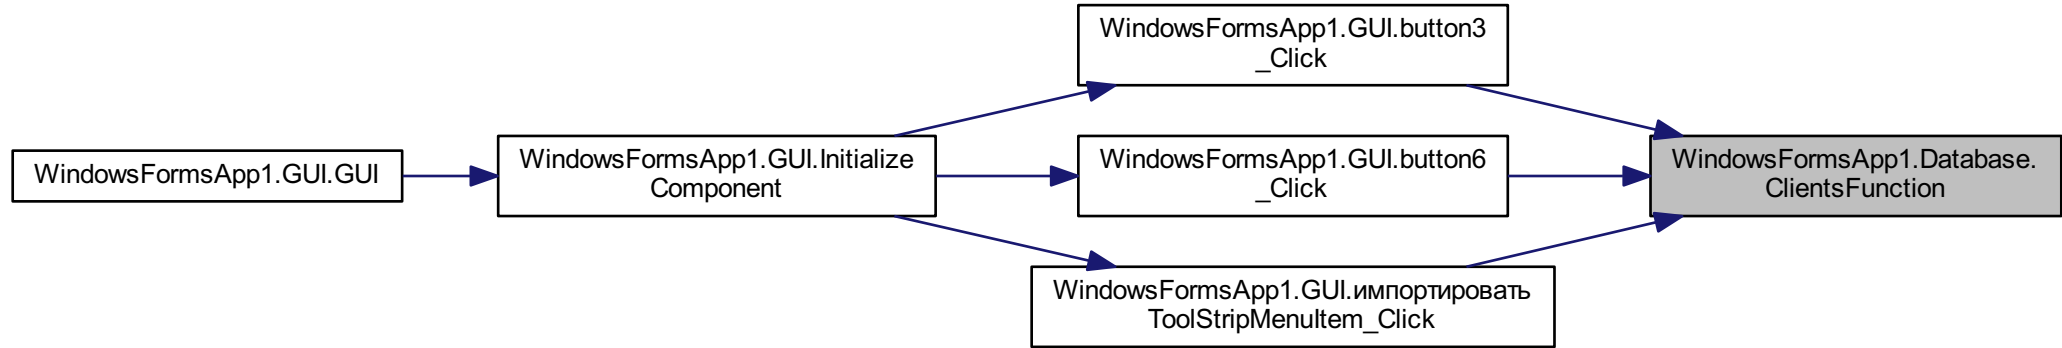 WindowsFormsApp1.GUI.GUI
WindowsFormsApp1.GUI.Initialize
Component
WindowsFormsApp1.GUI.button3
_Click
WindowsFormsApp1.GUI.button6
_Click
WindowsFormsApp1.GUI.импортировать
ToolStripMenuItem_Click
WindowsFormsApp1.Database.
ClientsFunction